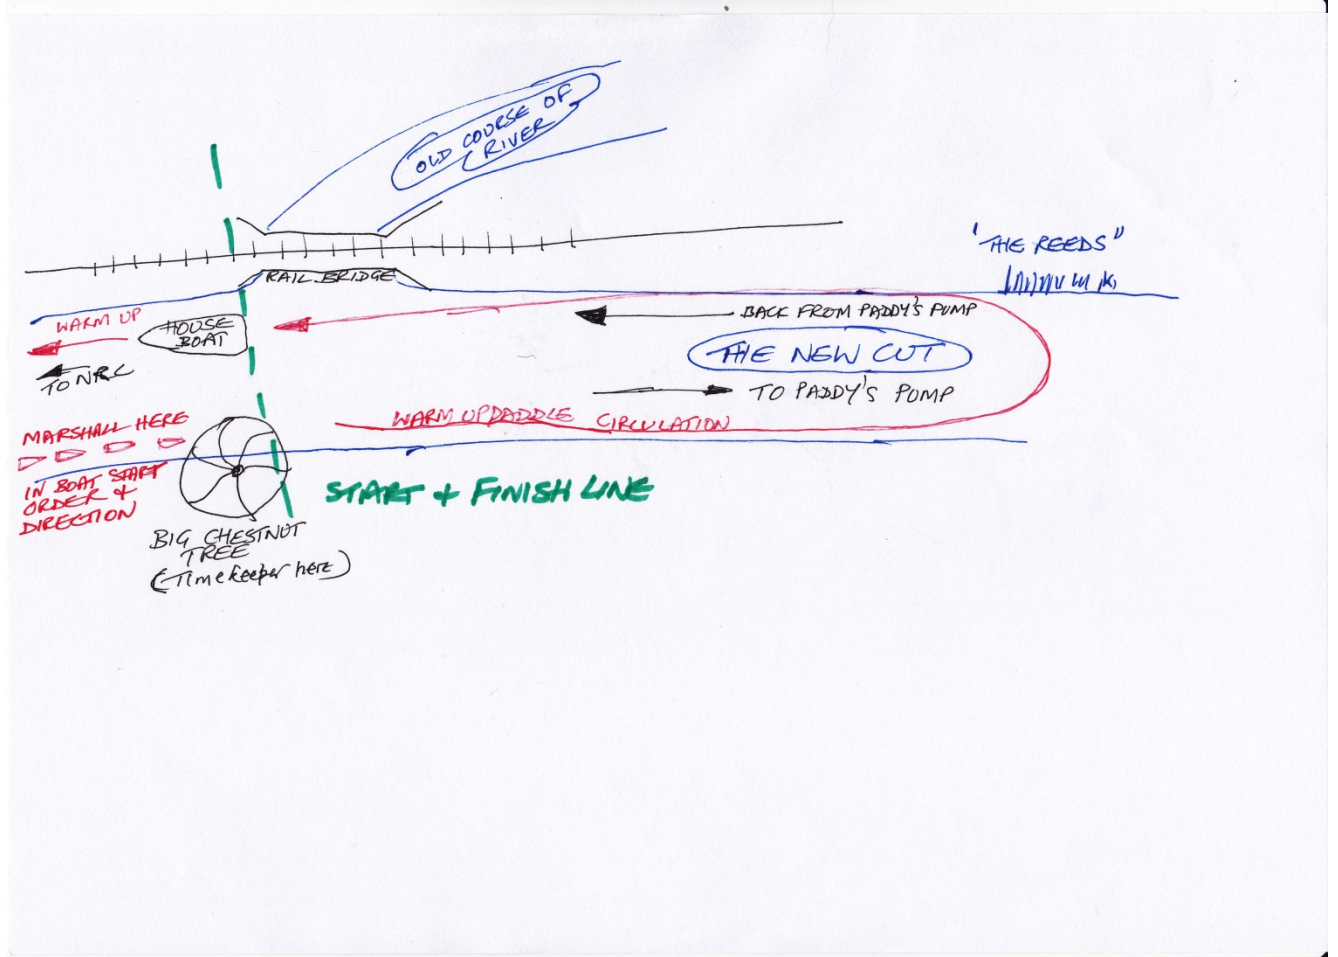 OLD COURSE OF
RIVER
'THE REEDS"
RAIL BRIDGE
WARM UP
HOUSE
BOAT
BACK FROM PADDY'S PUMP
THE NEW CUT
TO NRC
TO PADDY'S PUMP
MARSHALL HERE
WARM UP PADDLE CIRCULATION
IN BOAT START
ORDER +
DIRECTION
START + FINISH LINE
BIG CHESTNUT
TREE
(Timekeeper here)